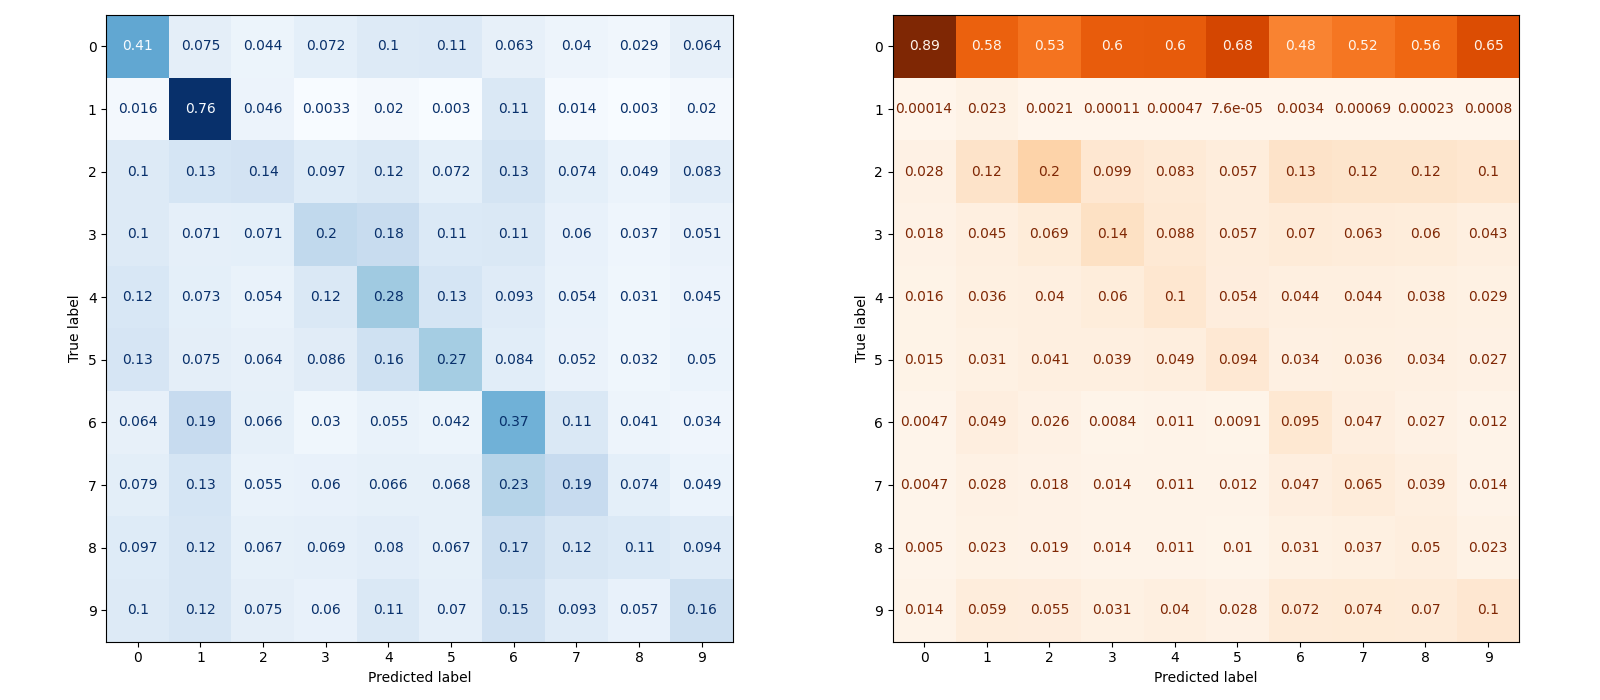 0 0.41 0.075 0.044 0.072 0.1 0.11 0.063 0.04 0.029 0.064
1 0.016 0.76 0.046 0.0033 0.02 0.003 0.11 0.014 0.003 0.02
2 0.1 0.13 0.14 0.097 0.12 0.072 0.13 0.074 0.049 0.083
3 0.1 0.071 0.071 0.2 0.18 0.11 0.11 0.06 0.037 0.051
4 0.12 0.073 0.054 0.12 0.28 0.13 0.093 0.054 0.031 0.045
True label
5 0.13 0.075 0.064 0.086 0.16 0.27 0.084 0.052 0.032 0.05
6 0.064 0.19 0.066 0.03 0.055 0.042 0.37 0.11 0.041 0.034
7 0.079 0.13 0.055 0.06 0.066 0.068 0.23 0.19 0.074 0.049
8 0.097 0.12 0.067 0.069 0.08 0.067 0.17 0.12 0.11 0.094
9 0.1 0.12 0.075 0.06 0.11 0.07 0.15 0.093 0.057 0.16
0 1 2 3 4 5 6 7 8 9
Predicted label
0 0.89 0.58 0.53 0.6 0.6 0.68 0.48 0.52 0.56 0.65
1 0.00014 0.023 0.0021 0.00011 0.00047 7.6e-05 0.0034 0.00069 0.00023 0.0008
2 0.028 0.12 0.2 0.099 0.083 0.057 0.13 0.12 0.12 0.1
3 0.018 0.045 0.069 0.14 0.088 0.057 0.07 0.063 0.06 0.043
4 0.016 0.036 0.04 0.06 0.1 0.054 0.044 0.044 0.038 0.029
True label
5 0.015 0.031 0.041 0.039 0.049 0.094 0.034 0.036 0.034 0.027
6 0.0047 0.049 0.026 0.0084 0.011 0.0091 0.095 0.047 0.027 0.012
7 0.0047 0.028 0.018 0.014 0.011 0.012 0.047 0.065 0.039 0.014
8 0.005 0.023 0.019 0.014 0.011 0.01 0.031 0.037 0.05 0.023
9 0.014 0.059 0.055 0.031 0.04 0.028 0.072 0.074 0.07 0.1
0 1 2 3 4 5 6 7 8 9
Predicted label